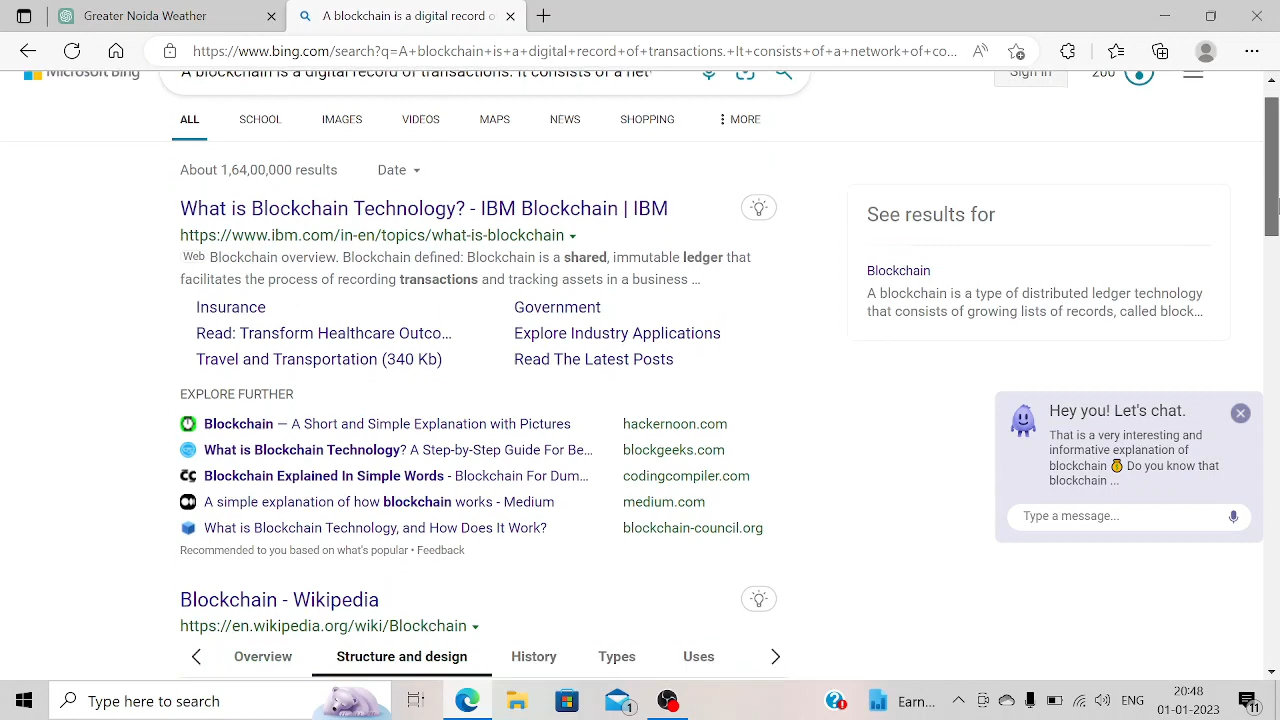 Generate Python Code of a Nodal o
A blockchain is a digital record o
https://www.bing.com/search?q=A+blockchain+is+a+digital+record+of+transactions.+It+consists+of+a+network+of+co...
Microsoft Bing
A blockchain is a digital record of transactions. It consists of a net
Sign in
200
ALL
SCHOOL
IMAGES
VIDEOS
MAPS
NEWS
SHOPPING
MORE
About 1,64,00,000 results
Date
What is Blockchain Technology? - IBM Blockchain | IBM
https://www.ibm.com/in-en/topics/what-is-blockchain
Web Blockchain overview. Blockchain defined: Blockchain is a shared, immutable ledger that
facilitates the process of recording transactions and tracking assets in a business ...
Insurance
Government
Read: Transform Healthcare Outco...
Explore Industry Applications
Travel and Transportation (340 Kb)
Read The Latest Posts
EXPLORE FURTHER
Blockchain — A Short and Simple Explanation with Pictures
hackernoon.com
What is Blockchain Technology? A Step-by-Step Guide For Be...
blockgeeks.com
Blockchain Explained In Simple Words - Blockchain For Dum...
codingcompiler.com
A simple explanation of how blockchain works - Medium
medium.com
What is Blockchain Technology, and How Does It Work?
blockchain-council.org
Recommended to you based on what's popular • Feedback
Blockchain - Wikipedia
https://en.wikipedia.org/wiki/Blockchain
Overview
Structure and design
History
Types
Uses
See results for
Blockchain
A blockchain is a type of distributed ledger technology
that consists of growing lists of records, called block...
Hey you! Let's chat.
That is a very interesting and
informative explanation of
blockchain 💰 Do you know that
blockchain ...
Type a message...
Type here to search
1
Earn...
ENG
20:48
01-01-2023
11